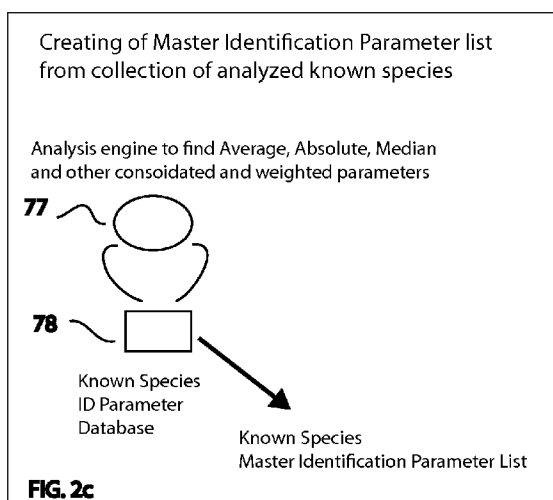 Creating of Master Identification Parameter list
from collection of analyzed known species
Analysis engine to find Average, Absolute, Median
and other consoidated and weighted parameters
77
78
Known Species
ID Parameter
Database
Known Species
Master Identification Parameter List
FIG. 2c